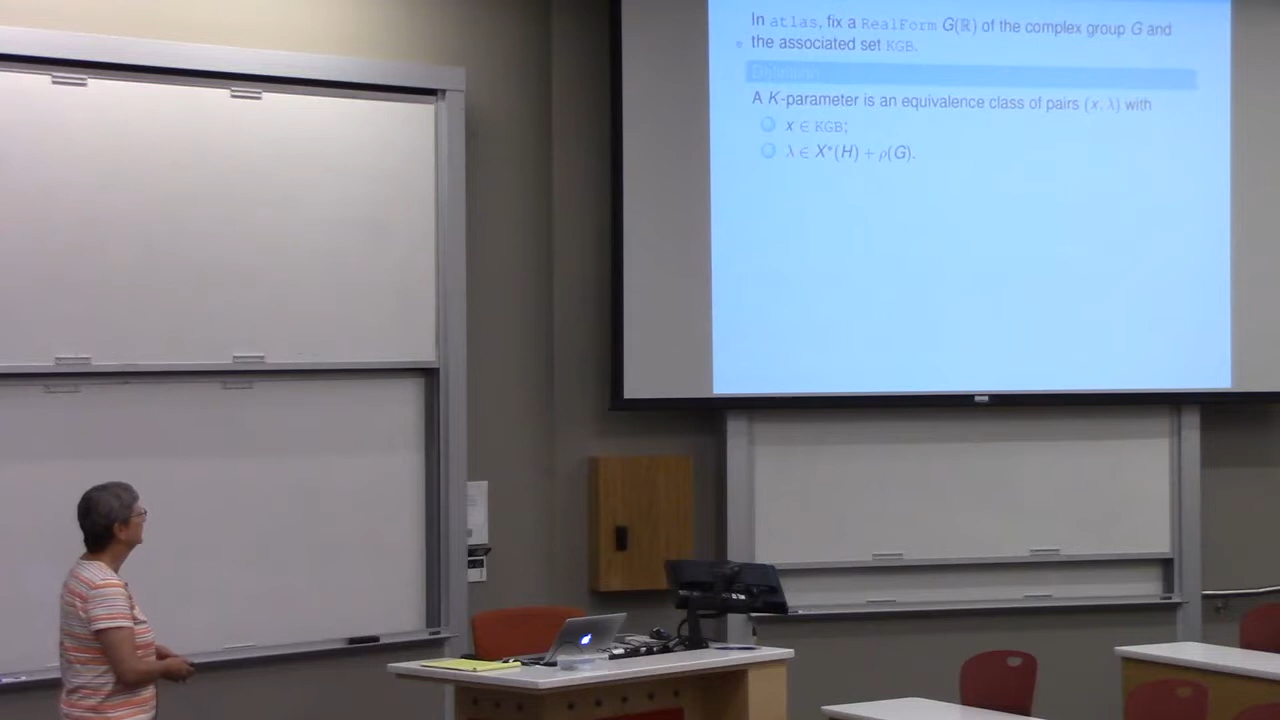 In atlas, fix a RealForm G(ℝ) of the complex group G and
the associated set KGB.
Definition
A K-parameter is an equivalence class of pairs (x, λ) with
x ∈ KGB;
λ ∈ X*(H) + ρ(G).